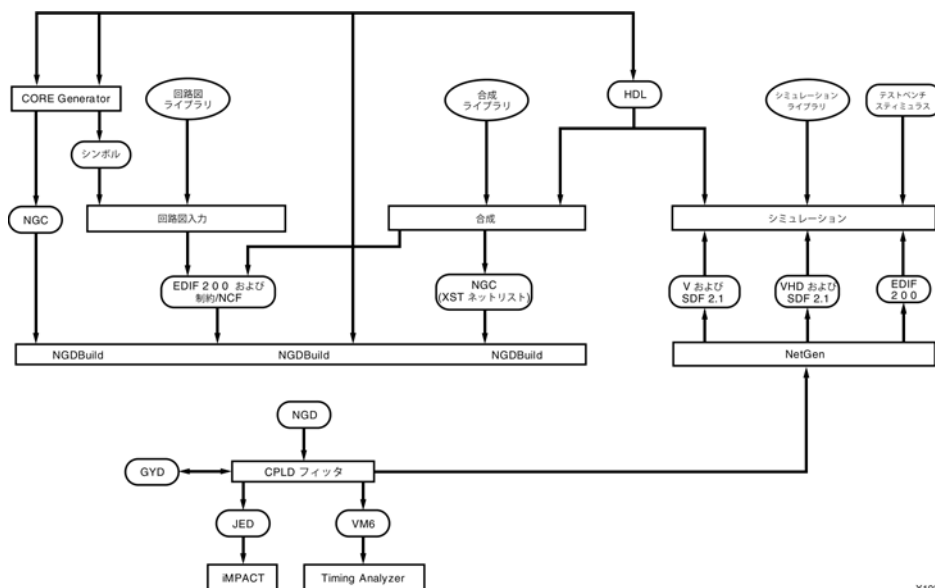 CORE Generator
回路図
ライブラリ
合成
ライブラリ
HDL
シミュレーション
ライブラリ
テストベンチ
スティミュラス
シンボル
NGC
回路図入力
合成
シミュレーション
EDIF 2 0 0 および
制約/NCF
NGC
(XST ネットリスト)
V および
SDF 2.1
VHD および
SDF 2.1
EDIF
2 0 0
NGDBuild
NGDBuild
NGDBuild
NetGen
NGD
GYD
CPLD フィッタ
JED
VM6
iMPACT
Timing Analyzer